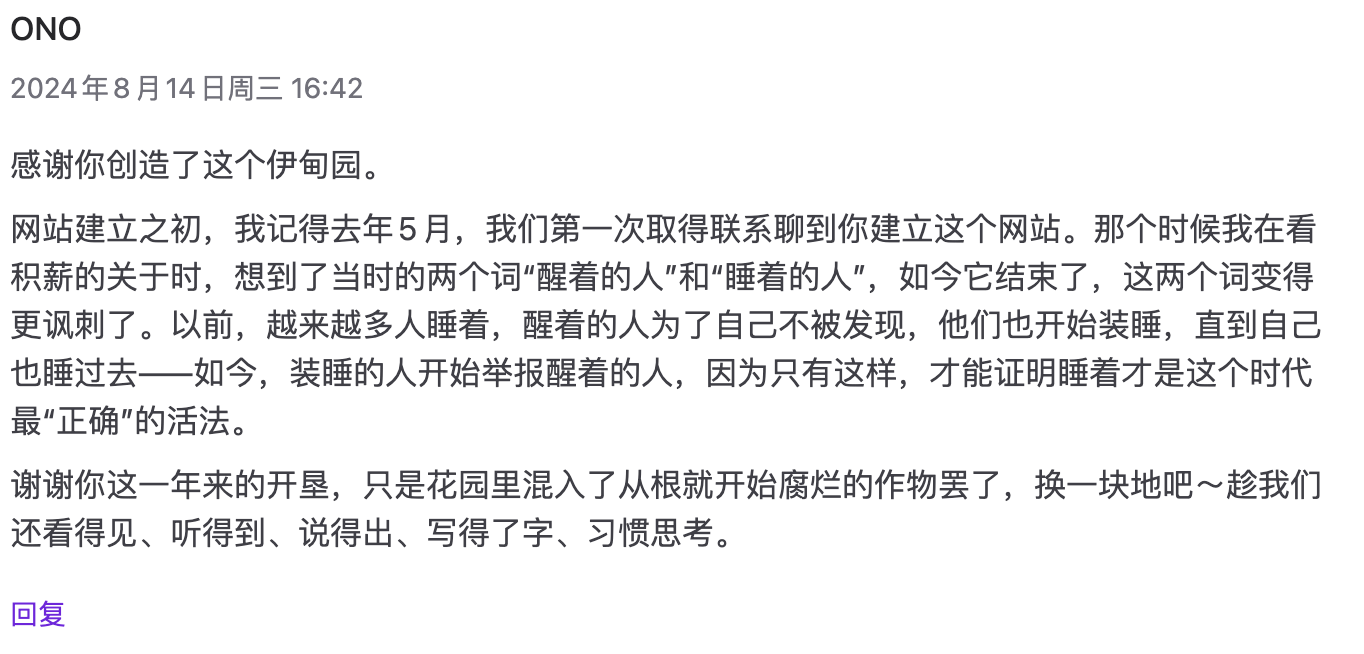 ONO
2024年8月14日周三 16:42
感谢你创造了这个伊甸园。
网站建立之初，我记得去年5月，我们第一次取得联系聊到你建立这个网站。那个时候我在看
积薪的关于时，想到了当时的两个词“醒着的人”和“睡着的人”，如今它结束了，这两个词变得
更讽刺了。以前，越来越多人睡着，醒着的人为了自己不被发现，他们也开始装睡，直到自己
也睡过去——如今，装睡的人开始举报醒着的人，因为只有这样，才能证明睡着才是这个时代
最“正确”的活法。
谢谢你这一年来的开垦，只是花园里混入了从根就开始腐烂的作物罢了，换一块地吧～趁我们
还看得见、听得到、说得出、写得了字、习惯思考。
回复